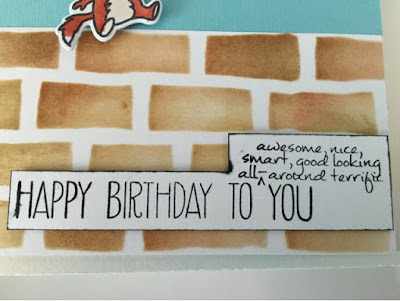 awesome, nice,
smart, good looking
all-around terrific
HAPPY BIRTHDAY TO ^ YOU